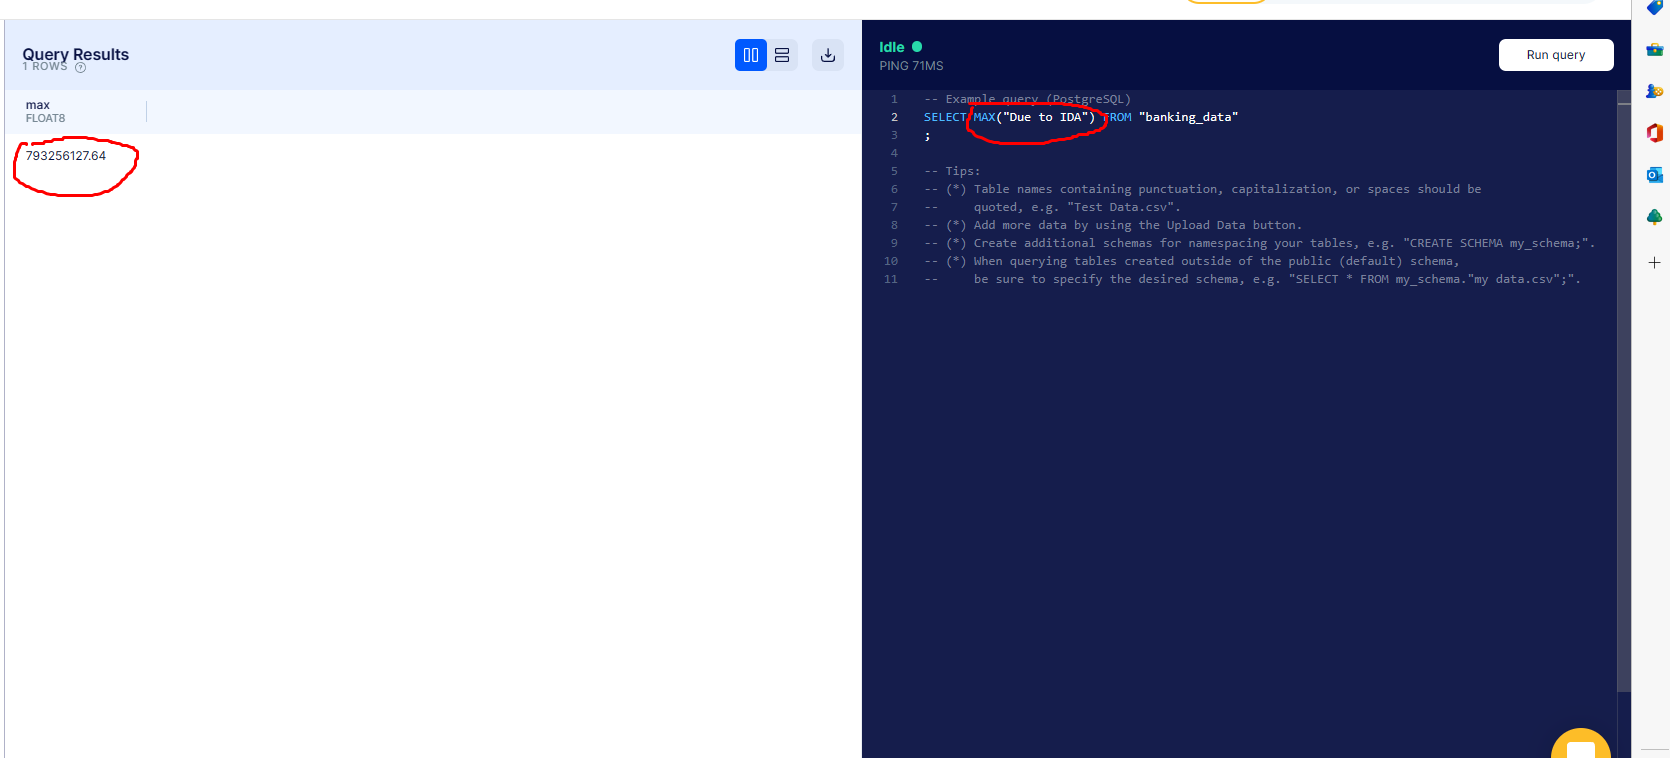 Query Results
1 ROWS
max
FLOAT8
793256127.64
Idle
PING 71MS
Run query
1 -- Example query (PostgreSQL)
2 SELECT MAX("Due to IDA") FROM "banking_data"
3 ;
4
5 -- Tips:
6 -- (*) Table names containing punctuation, capitalization, or spaces should be
7 -- quoted, e.g. "Test Data.csv".
8 -- (*) Add more data by using the Upload Data button.
9 -- (*) Create additional schemas for namespacing your tables, e.g. "CREATE SCHEMA my_schema;".
10 -- (*) When querying tables created outside of the public (default) schema,
11 -- be sure to specify the desired schema, e.g. "SELECT * FROM my_schema."my data.csv";".